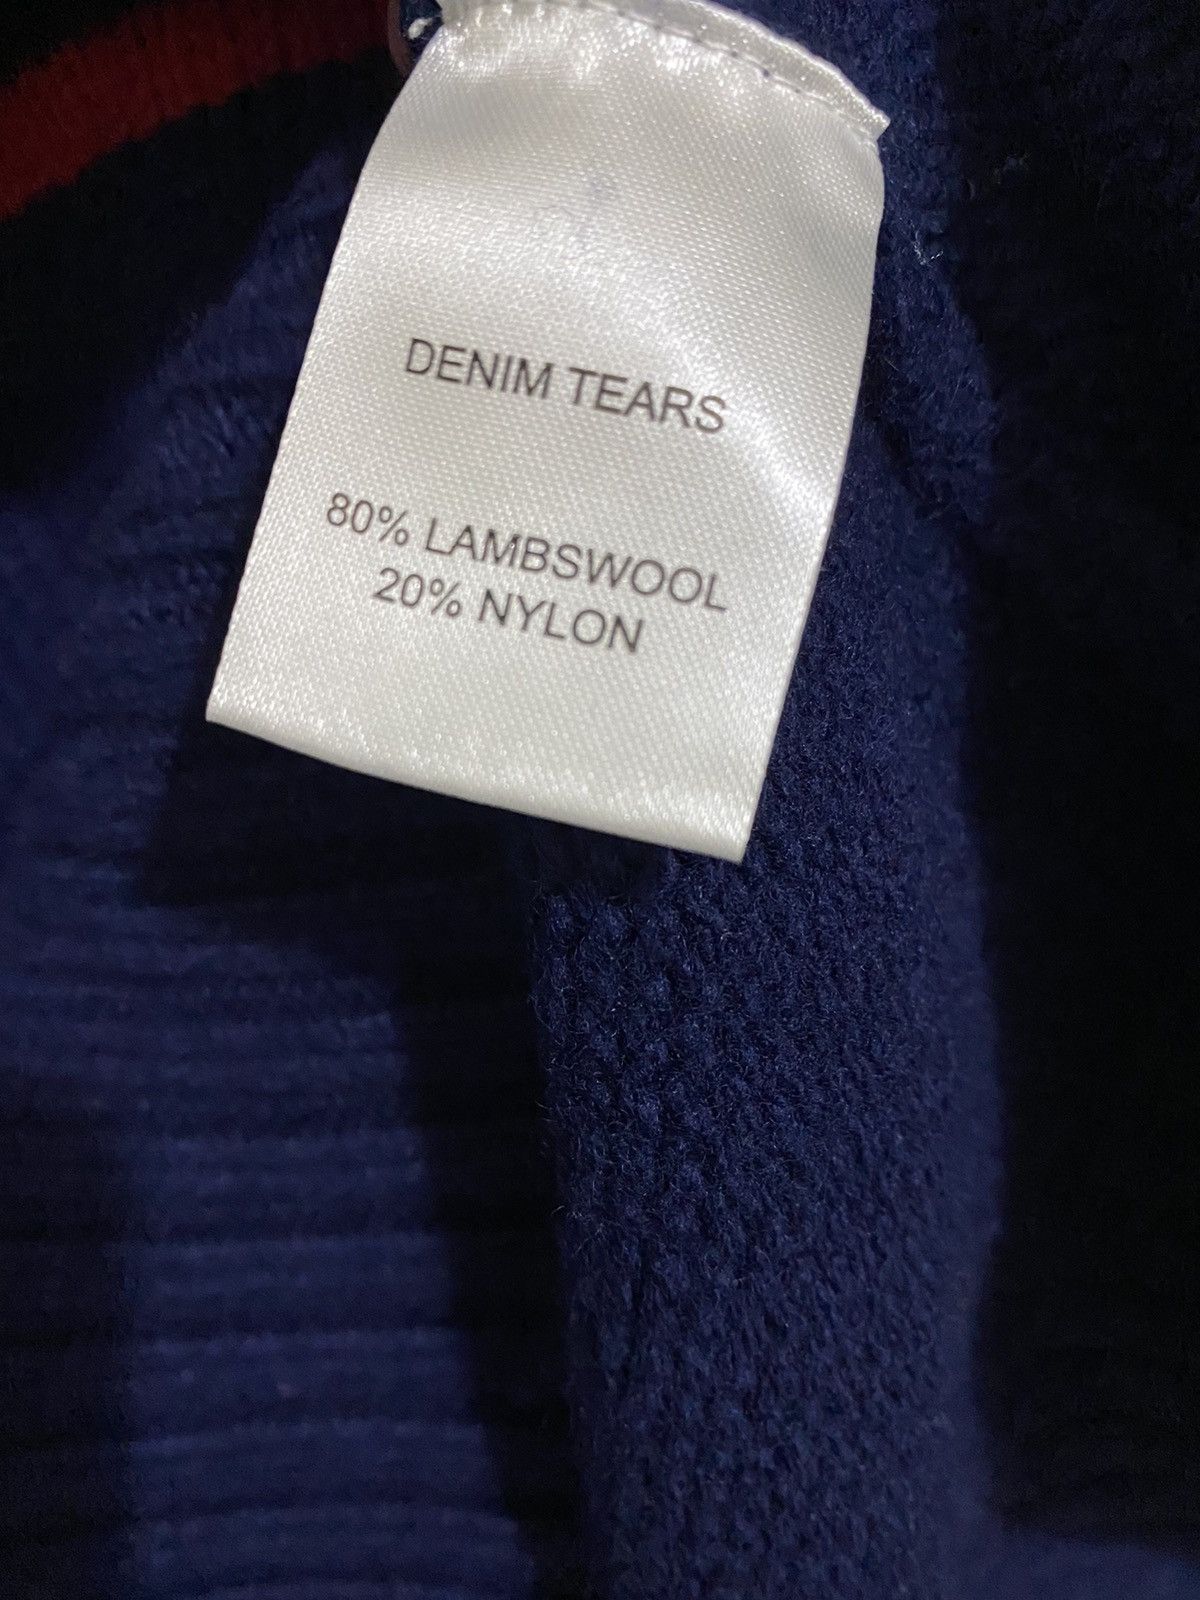 DENIM TEARS
80% LAMBSWOOL
20% NYLON